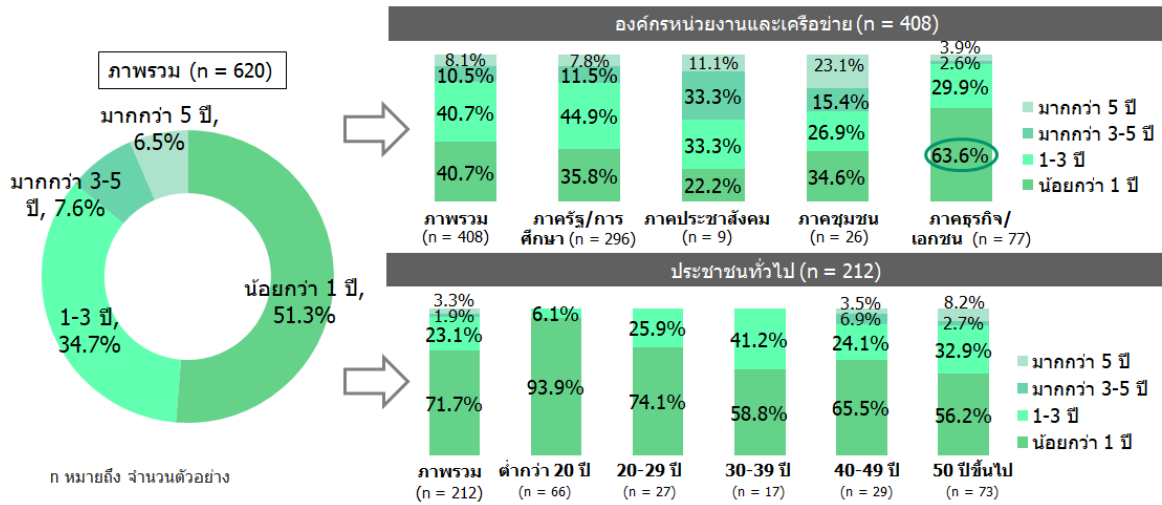 ภาพรวม (n = 620)
มากกว่า 5 ปี,
6.5%
มากกว่า 3-5
ปี, 7.6%
1-3 ปี,
34.7%
น้อยกว่า 1 ปี,
51.3%
n หมายถึง จำนวนตัวอย่าง
องค์กรหน่วยงานและเครือข่าย (n = 408)
8.1% 7.8% 11.1% 23.1% 3.9%
10.5% 11.5% 33.3% 15.4% 2.6%
40.7% 44.9% 33.3% 26.9% 29.9%
40.7% 35.8% 22.2% 34.6% 63.6%
ภาพรวม ภาครัฐ/การ ภาคประชาสังคม ภาคชุมชน ภาคธุรกิจ/
(n = 408) ศึกษา (n = 296) (n = 9) (n = 26) เอกชน (n = 77)
มากกว่า 5 ปี
มากกว่า 3-5 ปี
1-3 ปี
น้อยกว่า 1 ปี
ประชาชนทั่วไป (n = 212)
3.3% 3.5% 8.2%
1.9% 6.9% 2.7%
23.1% 6.1% 25.9% 41.2% 24.1% 32.9%
71.7% 93.9% 74.1% 58.8% 65.5% 56.2%
ภาพรวม ต่ำกว่า 20 ปี 20-29 ปี 30-39 ปี 40-49 ปี 50 ปีขึ้นไป
(n = 212) (n = 66) (n = 27) (n = 17) (n = 29) (n = 73)
มากกว่า 5 ปี
มากกว่า 3-5 ปี
1-3 ปี
น้อยกว่า 1 ปี